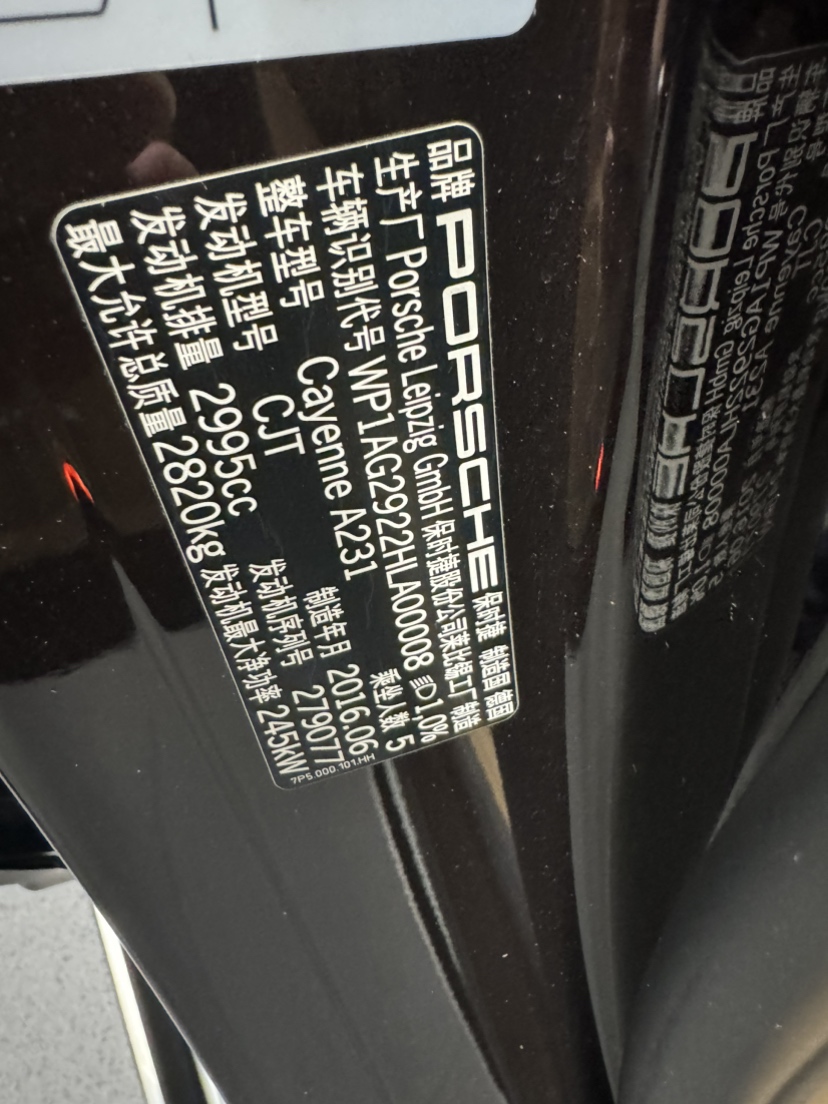 品牌 PORSCHE 保时捷 制造国 德国
生产厂 Porsche Leipzig GmbH 保时捷股份公司莱比锡工厂 制造
车辆识别代号 WP1AG2922HLA00008 1,0%
整车型号 Cayenne A231 乘坐人数 5
发动机型号 CJT 制造年月 2016.06
发动机排量 2995cc 发动机序列号 279077
最大允许总质量 2820kg 发动机最大净功率 245kW
7P5.000.101.HH